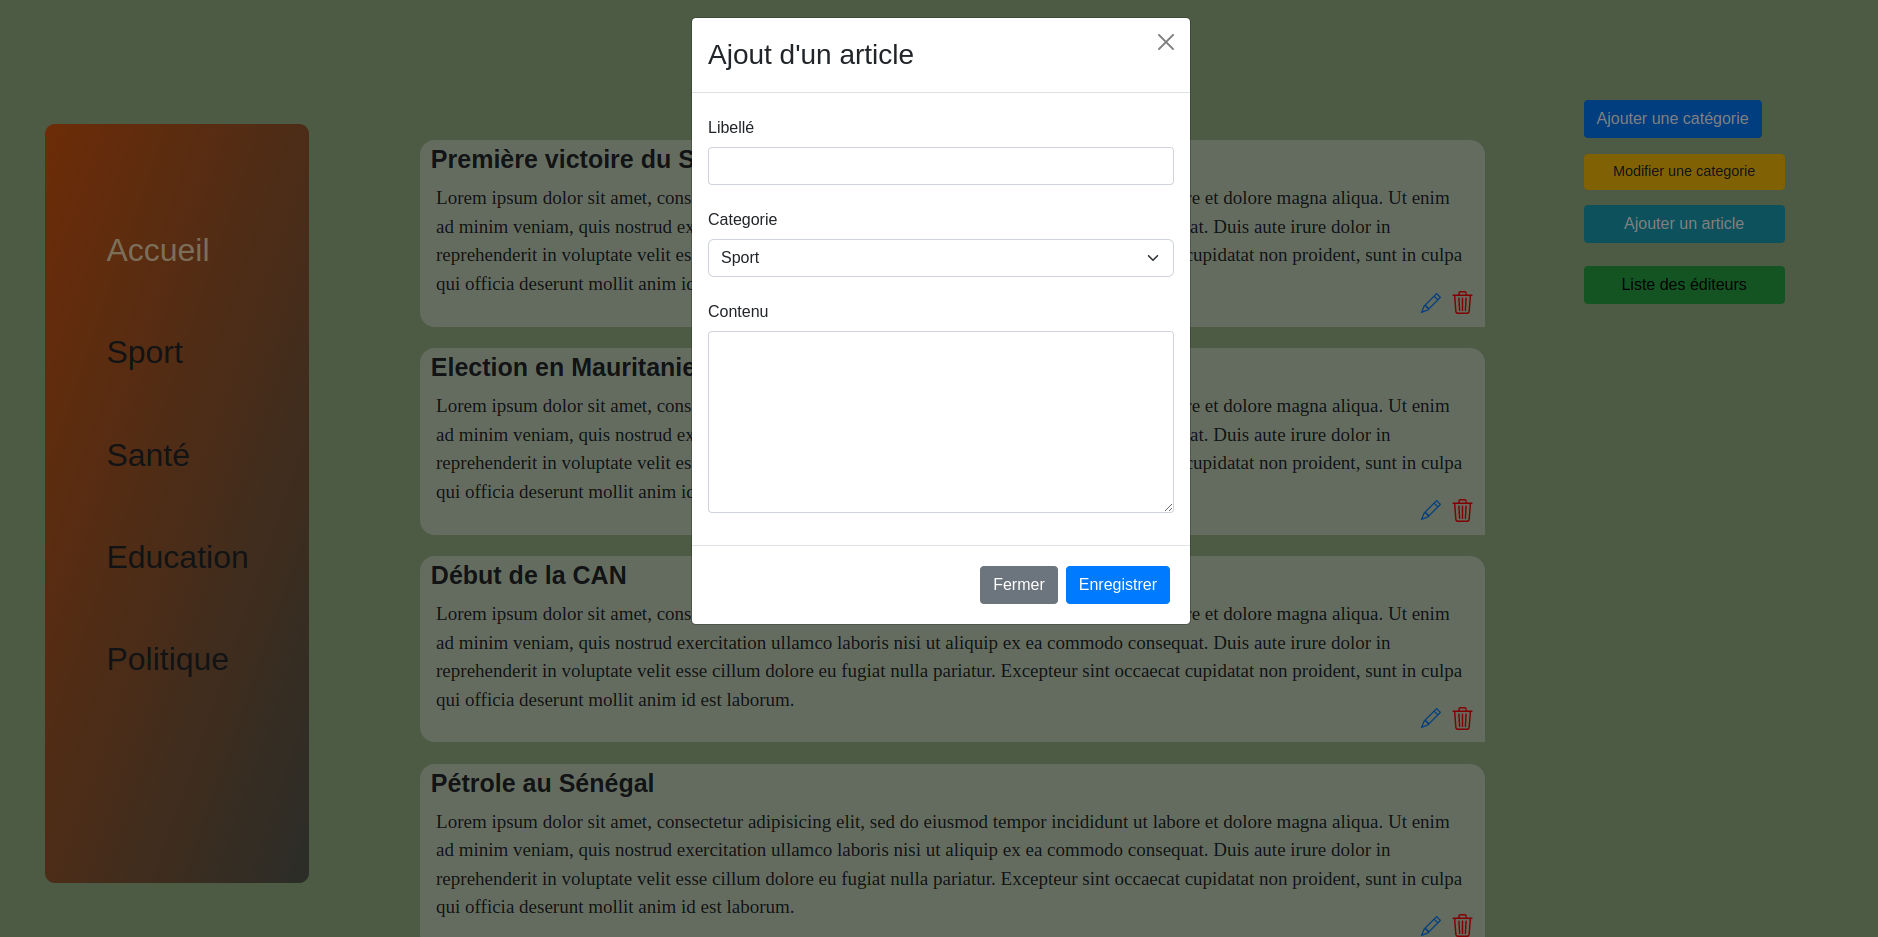 Ajout d'un article
Libellé
Categorie
Sport
Contenu
Fermer
Enregistrer
Accueil
Sport
Santé
Education
Politique
Première victoire du S
Lorem ipsum dolor sit amet, cons
re et dolore magna aliqua. Ut enim
ad minim veniam, quis nostrud ex
at. Duis aute irure dolor in
reprehenderit in voluptate velit es
cupidatat non proident, sunt in culpa
qui officia deserunt mollit anim id
Election en Mauritanie
Lorem ipsum dolor sit amet, cons
re et dolore magna aliqua. Ut enim
ad minim veniam, quis nostrud ex
at. Duis aute irure dolor in
reprehenderit in voluptate velit es
cupidatat non proident, sunt in culpa
qui officia deserunt mollit anim id
Début de la CAN
Lorem ipsum dolor sit amet, cons
re et dolore magna aliqua. Ut enim
ad minim veniam, quis nostrud exercitation ullamco laboris nisi ut aliquip ex ea commodo consequat. Duis aute irure dolor in
reprehenderit in voluptate velit esse cillum dolore eu fugiat nulla pariatur. Excepteur sint occaecat cupidatat non proident, sunt in culpa
qui officia deserunt mollit anim id est laborum.
Pétrole au Sénégal
Lorem ipsum dolor sit amet, consectetur adipisicing elit, sed do eiusmod tempor incididunt ut labore et dolore magna aliqua. Ut enim
ad minim veniam, quis nostrud exercitation ullamco laboris nisi ut aliquip ex ea commodo consequat. Duis aute irure dolor in
reprehenderit in voluptate velit esse cillum dolore eu fugiat nulla pariatur. Excepteur sint occaecat cupidatat non proident, sunt in culpa
qui officia deserunt mollit anim id est laborum.
Ajouter une catégorie
Modifier une categorie
Ajouter un article
Liste des éditeurs